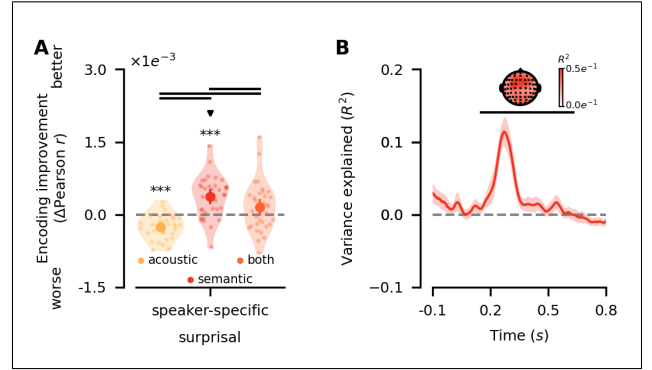 A
B
Encoding improvement
(ΔPearson r)
better
worse
×1e⁻³
3.0
1.5
0.0
-1.5
***
***
acoustic
both
semantic
speaker-specific
surprisal
Variance explained (R²)
0.2
0.1
0.0
−0.1
R²
0.5e⁻¹
0.0e⁻¹
-0.1
0.2
0.5
0.8
Time (s)